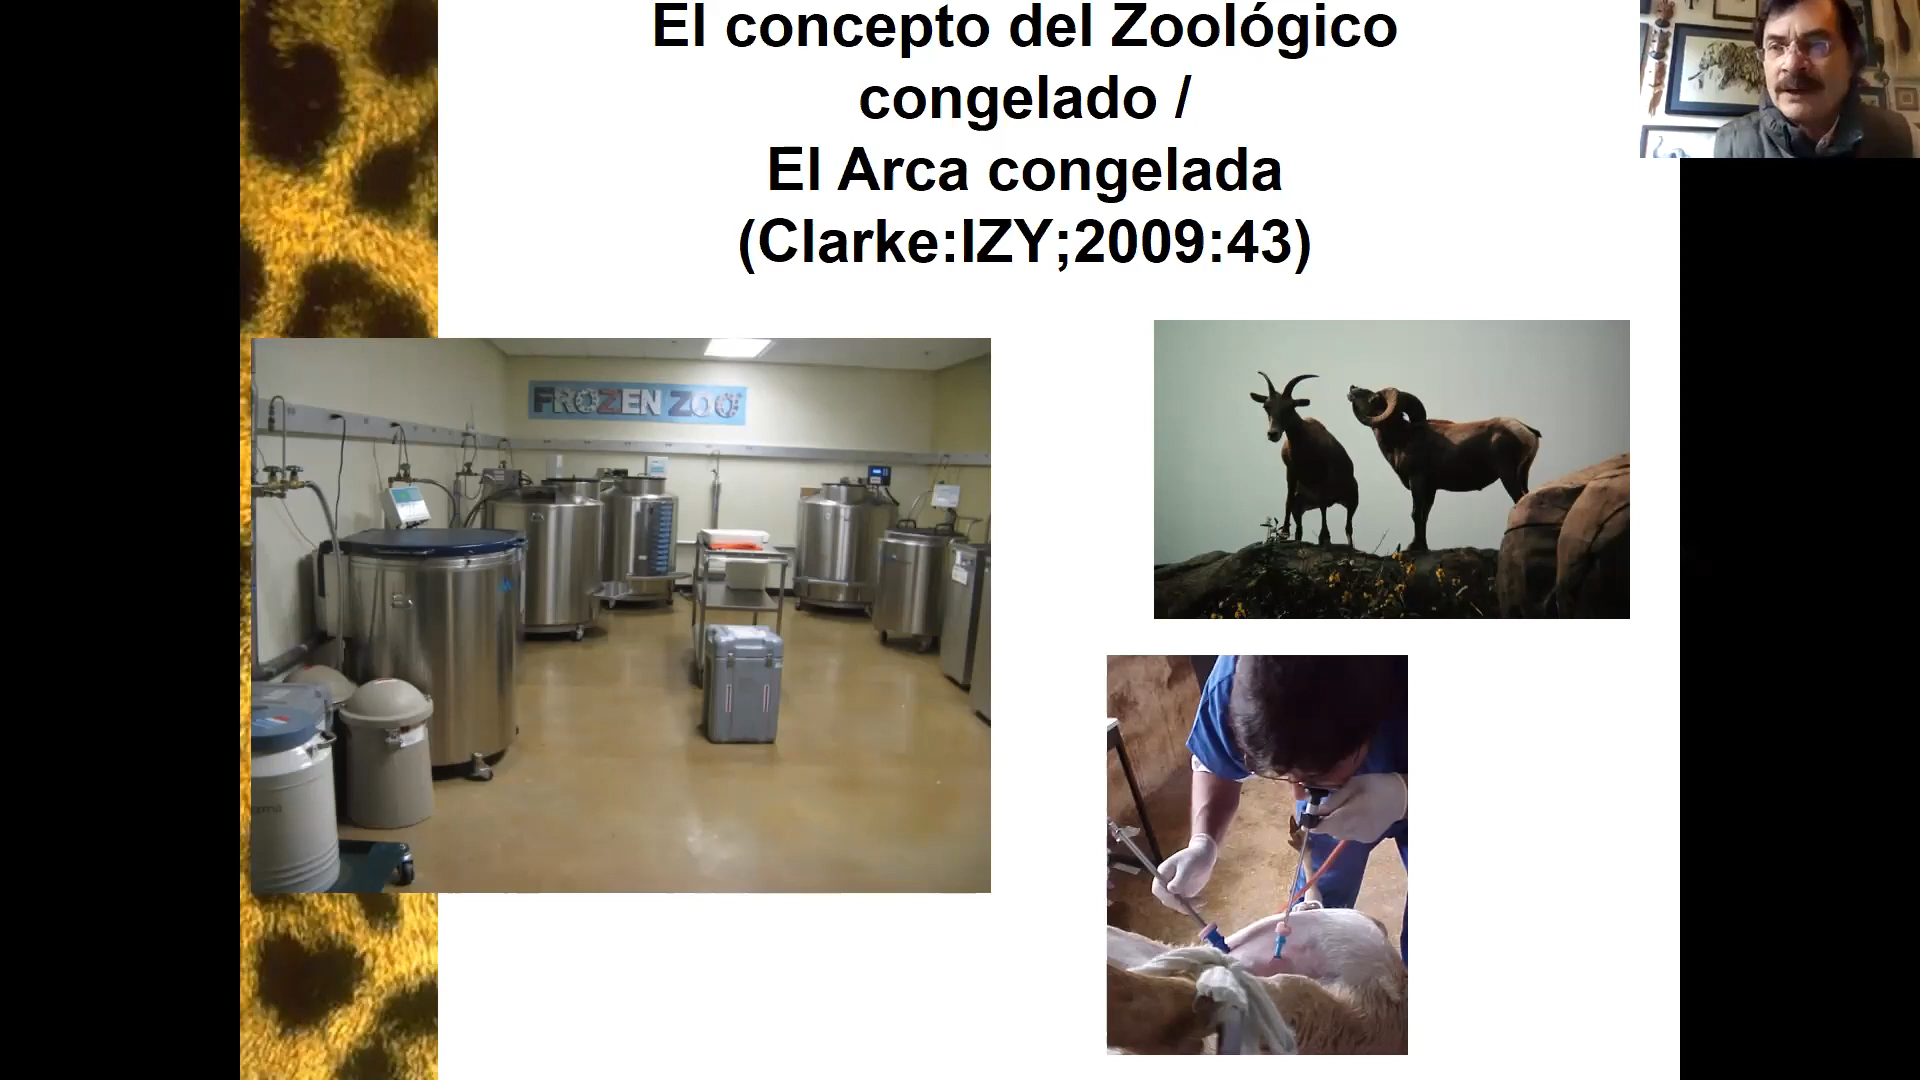 El concepto del Zoológico
congelado /
El Arca congelada
(Clarke:IZY;2009:43)
FROZEN ZOO